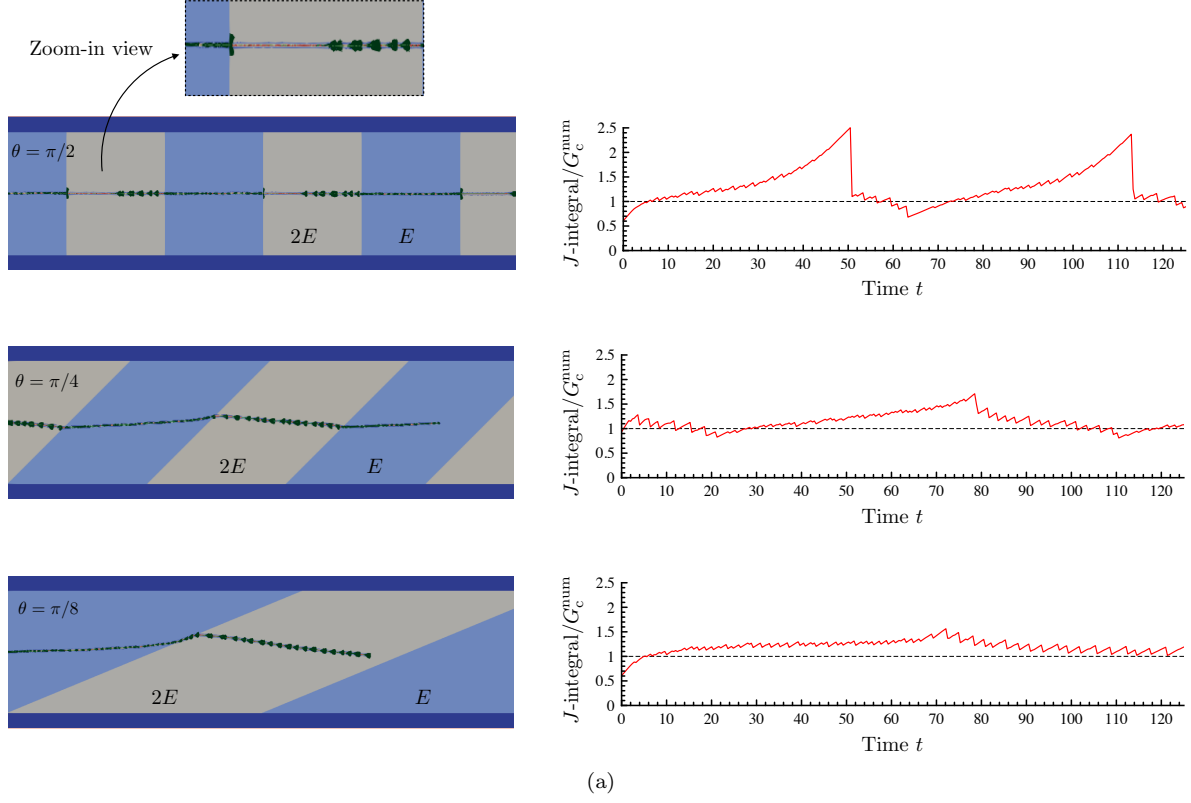 Zoom-in view
θ = π/2
2E
E
J-integral/G_c^num
2.5
2
1.5
1
0.5
0
0 10 20 30 40 50 60 70 80 90 100 110 120
Time t
θ = π/4
2E
E
J-integral/G_c^num
2.5
2
1.5
1
0.5
0
0 10 20 30 40 50 60 70 80 90 100 110 120
Time t
θ = π/8
2E
E
J-integral/G_c^num
2.5
2
1.5
1
0.5
0
0 10 20 30 40 50 60 70 80 90 100 110 120
Time t
(a)